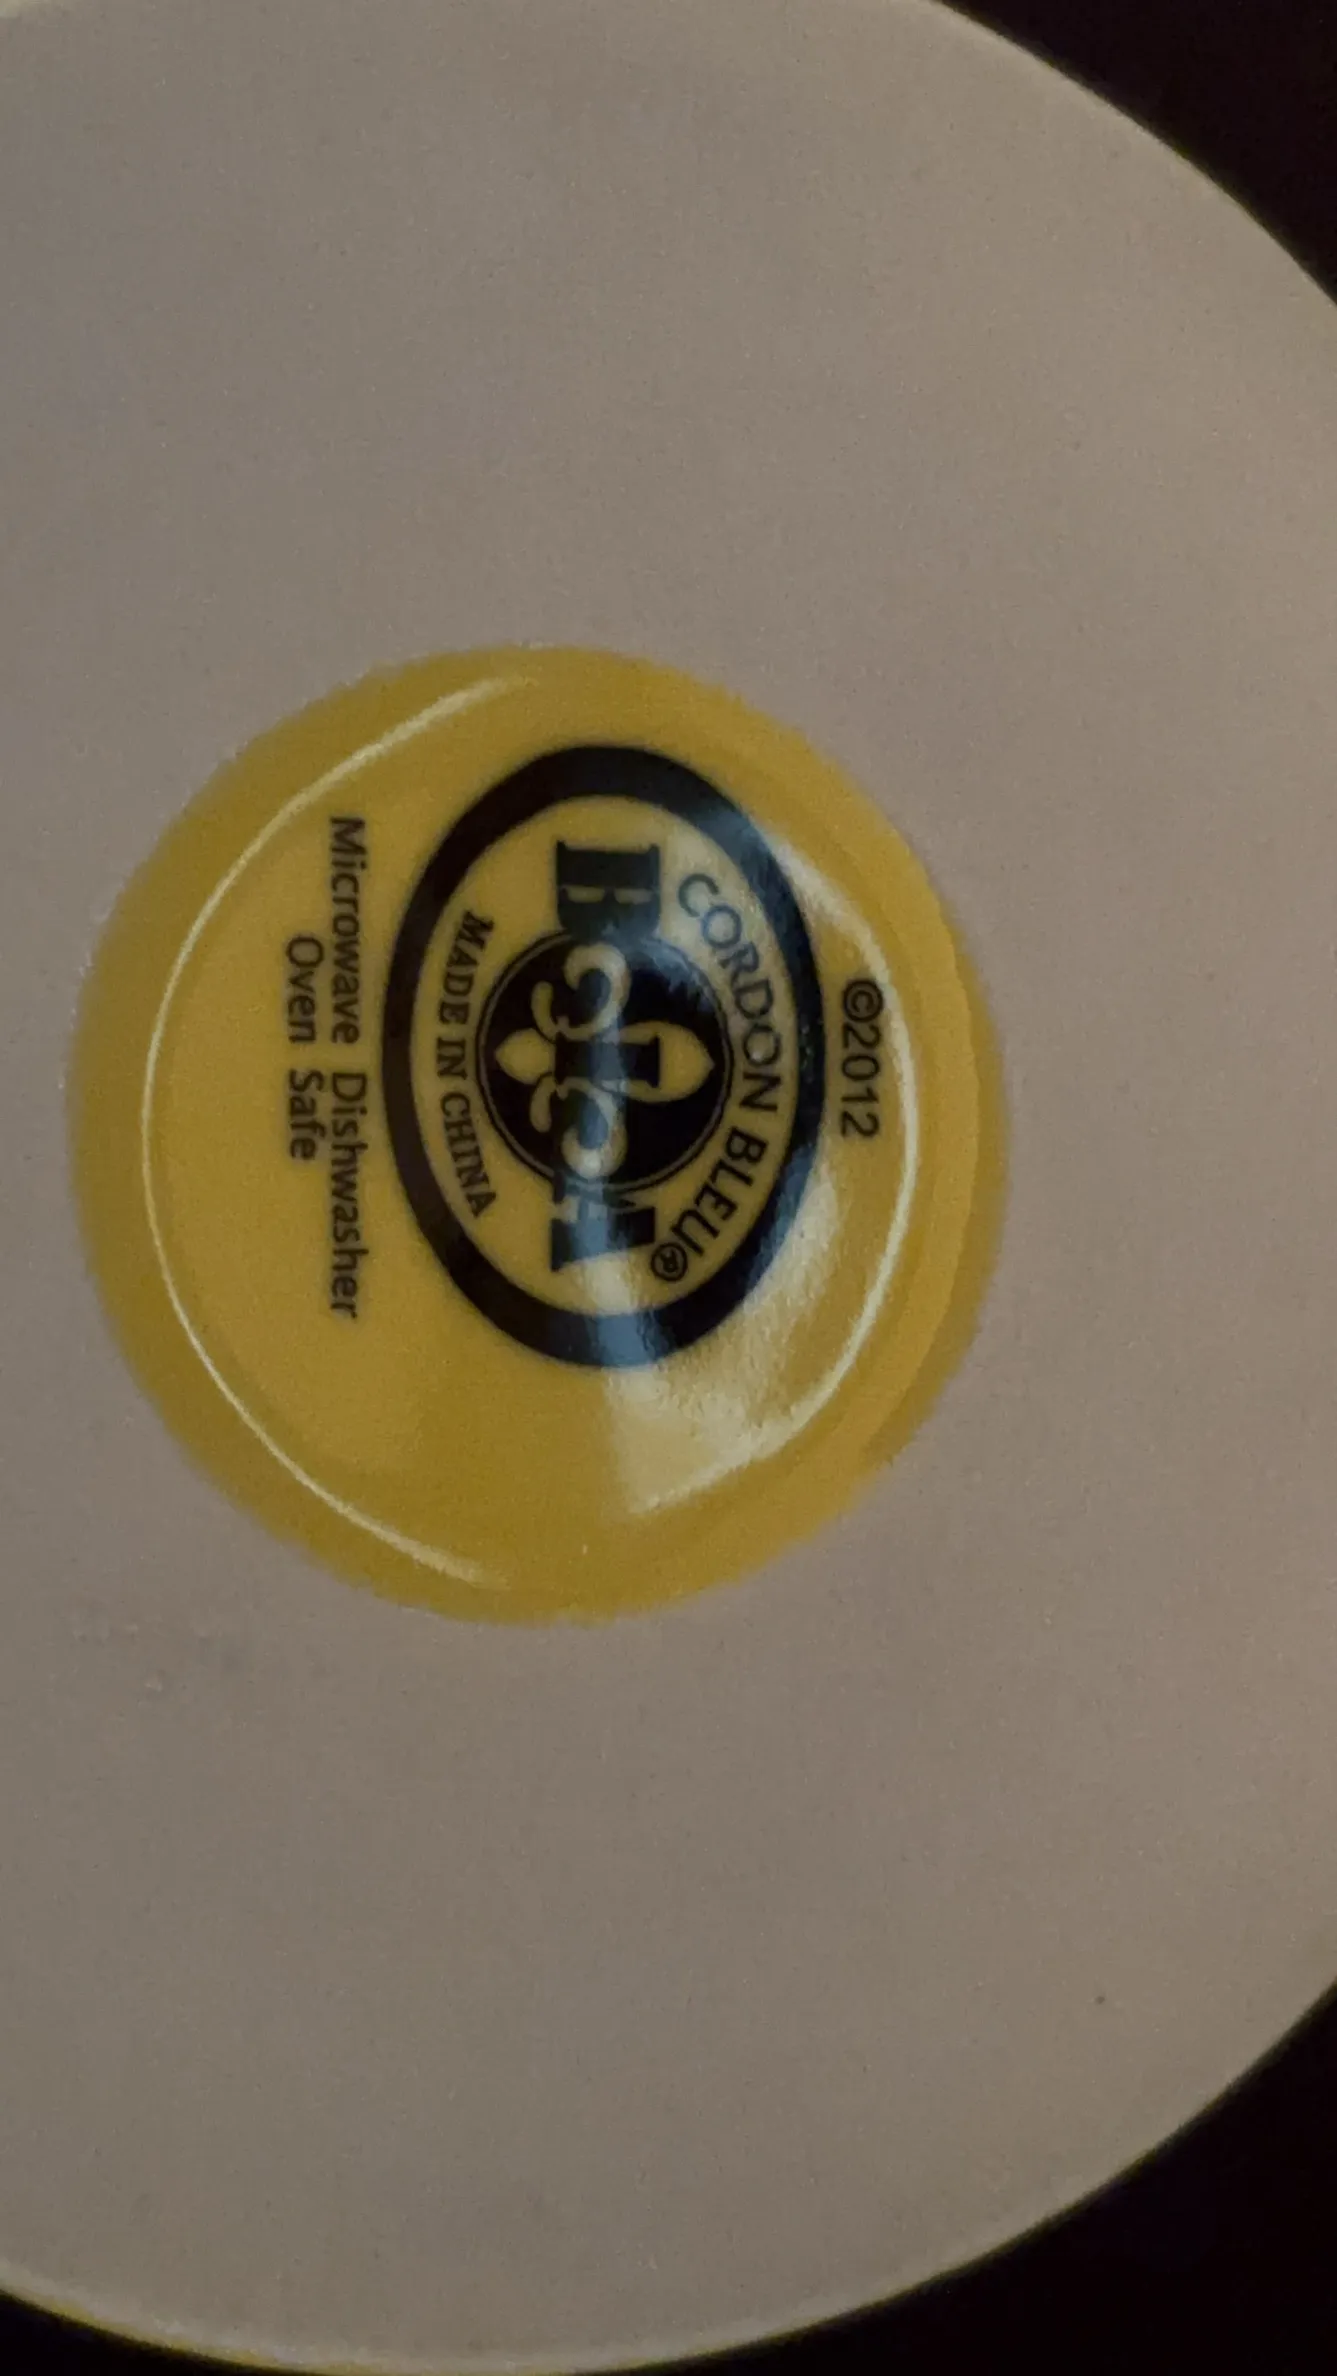 ©2012
CORDON BLEU®
BIA
MADE IN CHINA
Microwave Dishwasher
Oven Safe